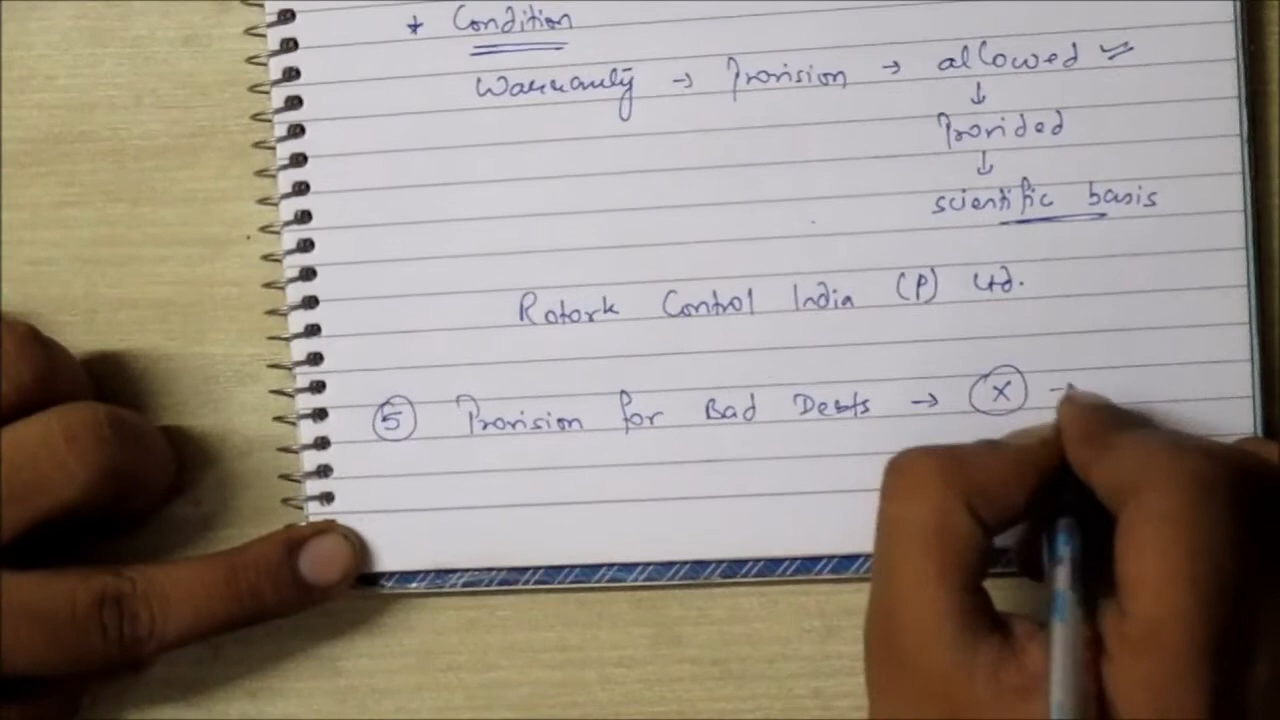 * Condition
Warranty → Provision → allowed
↓
Provided
↓
scientific basis
Rotork Control India (P) Ltd.
⑤ Provision for Bad Debts → Ⓧ →